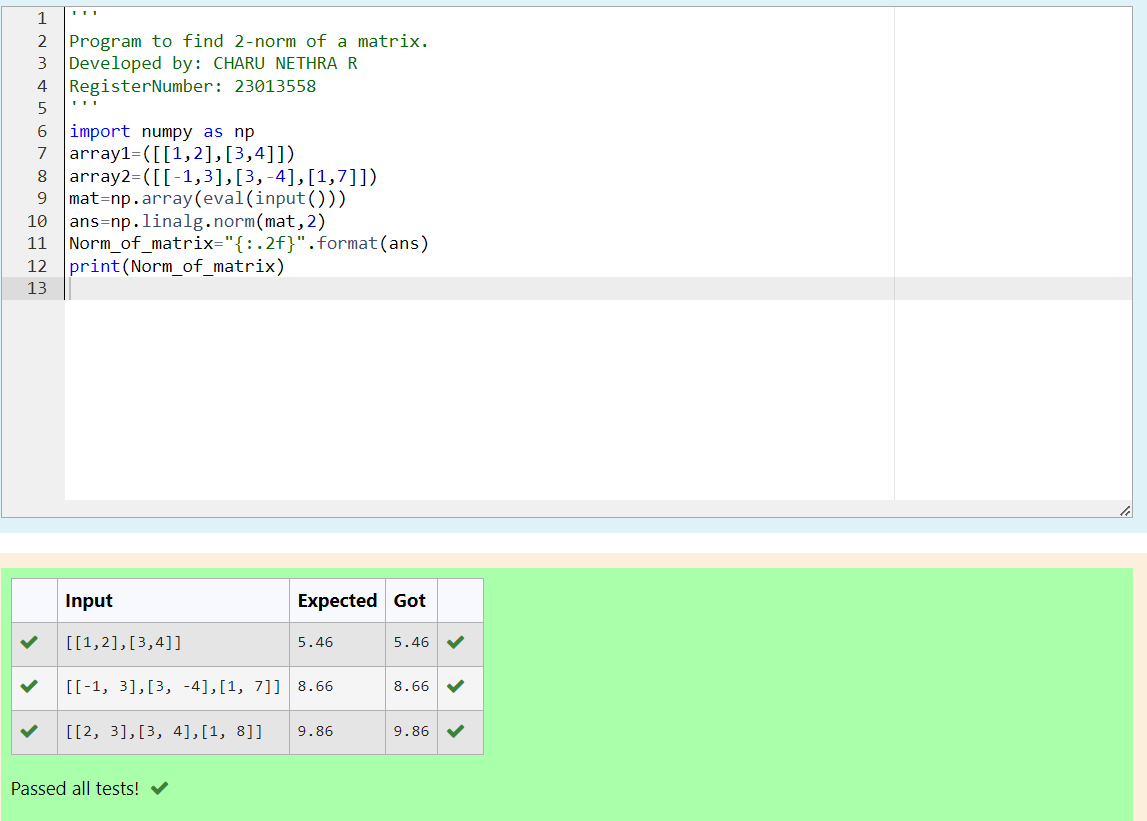 1 '''
2 Program to find 2-norm of a matrix.
3 Developed by: CHARU NETHRA R
4 RegisterNumber: 23013558
5 '''
6 import numpy as np
7 array1=([[1,2],[3,4]])
8 array2=([[-1,3],[3,-4],[1,7]])
9 mat=np.array(eval(input()))
10 ans=np.linalg.norm(mat,2)
11 Norm_of_matrix="{:.2f}".format(ans)
12 print(Norm_of_matrix)
13
Input Expected Got
[[1,2],[3,4]] 5.46 5.46
[[-1, 3],[3, -4],[1, 7]] 8.66 8.66
[[2, 3],[3, 4],[1, 8]] 9.86 9.86
Passed all tests!